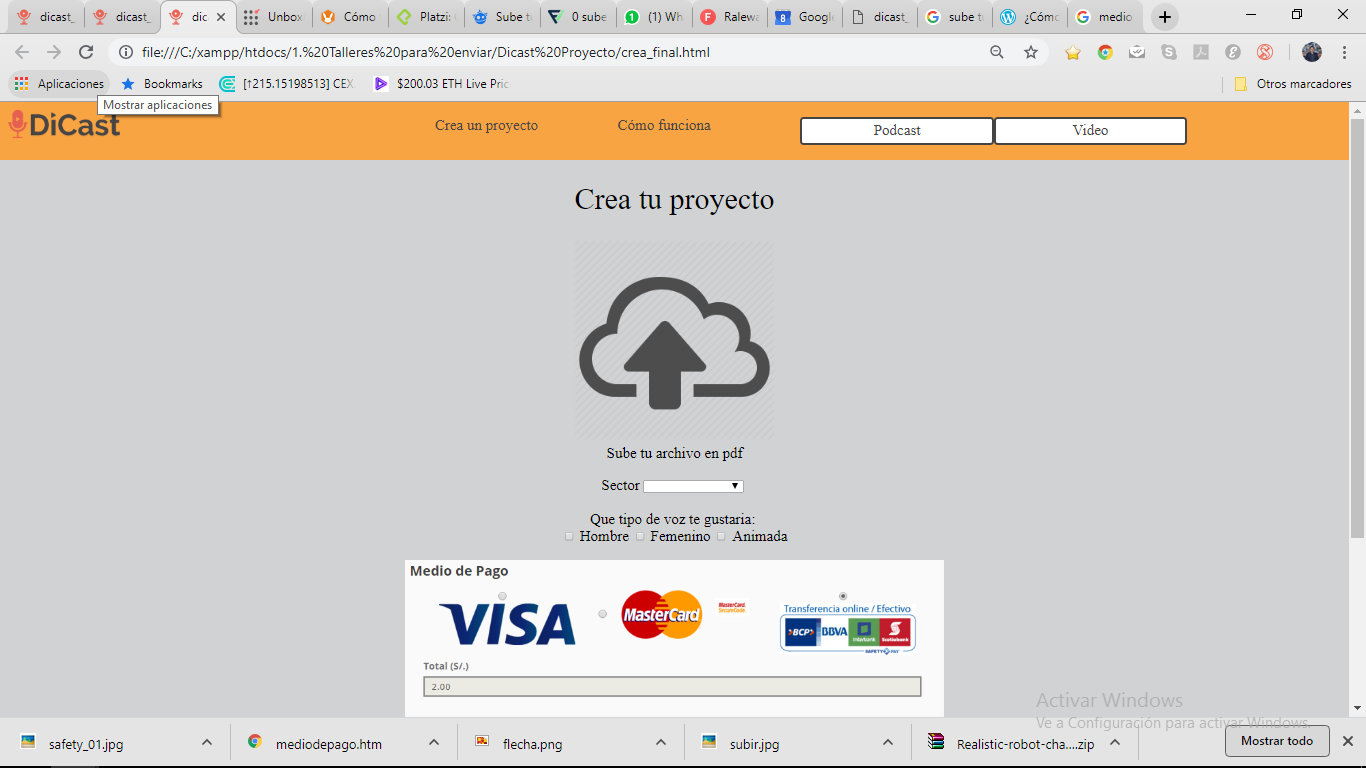 dicast_ dicast_ dic Unbox Cómo Platzi: Sube t 0 sube (1) Wh Ralewa Googl dicast_ sube t ¿Cómo medio
file:///C:/xampp/htdocs/1.%20Talleres%20para%20enviar/Dicast%20Proyecto/crea_final.html
Aplicaciones Bookmarks [↑215.15198513] CEX. $200.03 ETH Live Pric Otros marcadores
Mostrar aplicaciones
DiCast Crea un proyecto Cómo funciona Podcast Video
Crea tu proyecto
Sube tu archivo en pdf
Sector
Que tipo de voz te gustaria:
Hombre Femenino Animada
Medio de Pago
VISA MasterCard MasterCard. SecureCode. Transferencia online / Efectivo
BCP BBVA Interbank Scotiabank
SAFETY PAY
Total (S/.)
2.00
Activar Windows
Ve a Configuración para activar Windows.
safety_01.jpg mediodepago.htm flecha.png subir.jpg Realistic-robot-cha....zip Mostrar todo